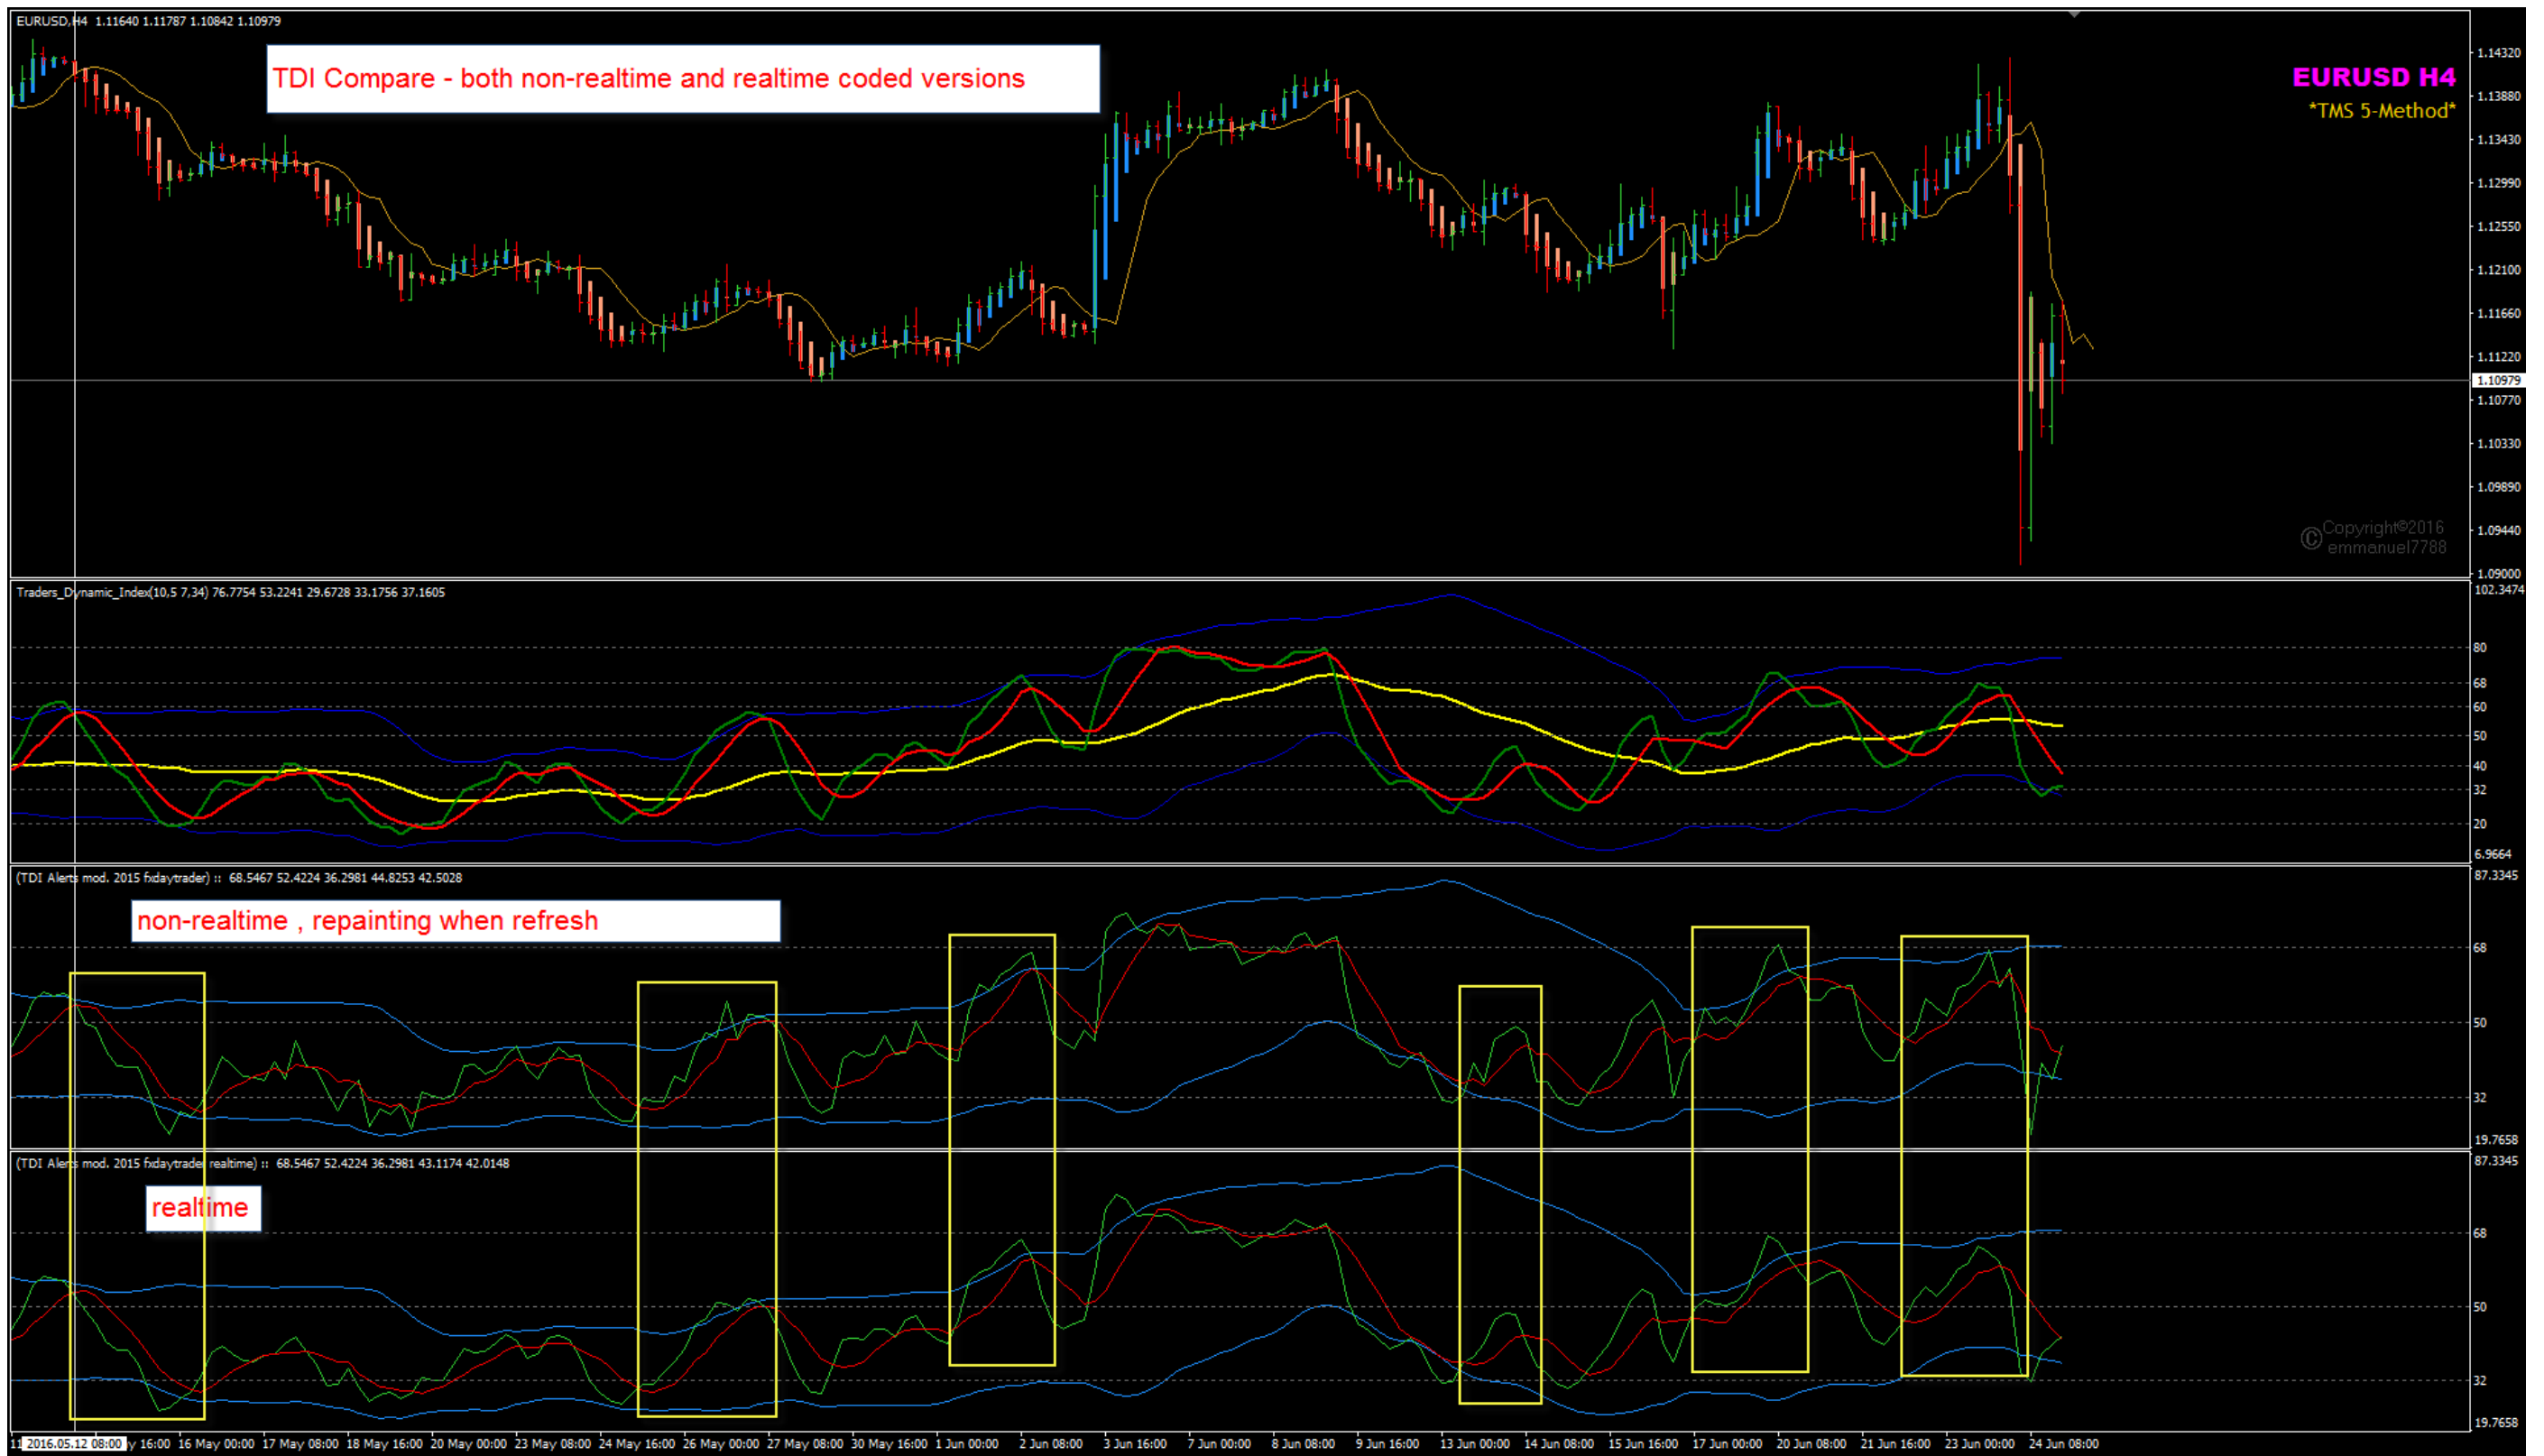 EURUSD,H4 1.11640 1.11787 1.10842 1.10979
TDI Compare - both non-realtime and realtime coded versions
EURUSD H4
*TMS 5-Method*
1.14320
1.13880
1.13430
1.12990
1.12550
1.12100
1.11660
1.11220
1.10979
1.10770
1.10330
1.09890
1.09440
1.09000
© Copyright©2016
emmanuel7788
Traders_Dynamic_Index(10,5 7,34) 76.7754 53.2241 29.6728 33.1756 37.1605
102.3474
80
68
60
50
40
32
20
6.9664
(TDI Alerts mod. 2015 fxdaytrader) :: 68.5467 52.4224 36.2981 44.8253 42.5028
non-realtime , repainting when refresh
87.3345
68
50
32
19.7658
(TDI Alerts mod. 2015 fxdaytrader realtime) :: 68.5467 52.4224 36.2981 43.1174 42.0148
realtime
87.3345
68
50
32
19.7658
11 2016.05.12 08:00 y 16:00 16 May 00:00 17 May 08:00 18 May 16:00 20 May 00:00 23 May 08:00 24 May 16:00 26 May 00:00 27 May 08:00 30 May 16:00 1 Jun 00:00 2 Jun 08:00 3 Jun 16:00 7 Jun 00:00 8 Jun 08:00 9 Jun 16:00 13 Jun 00:00 14 Jun 08:00 15 Jun 16:00 17 Jun 00:00 20 Jun 08:00 21 Jun 16:00 23 Jun 00:00 24 Jun 08:00